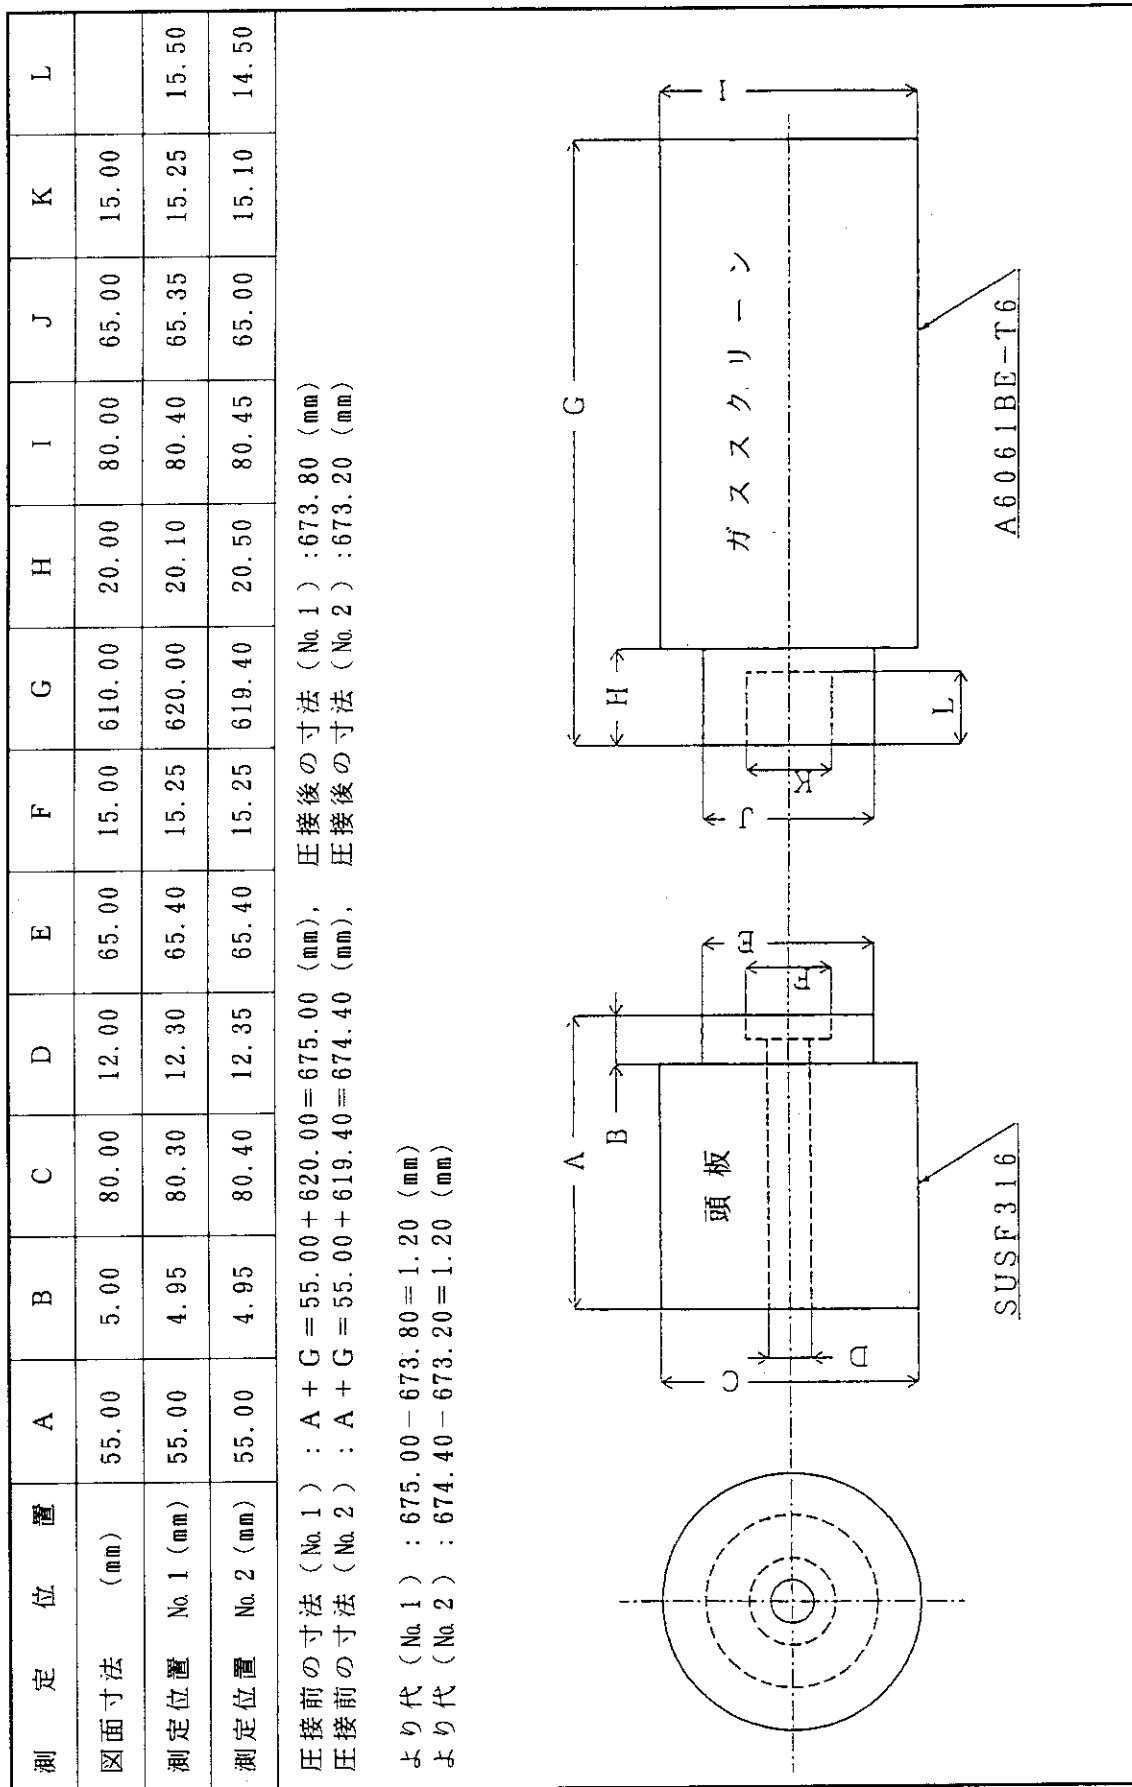 測定位置 A B C D E F G H I J K L
図面寸法 (mm) 55.00 5.00 80.00 12.00 65.00 15.00 610.00 20.00 80.00 65.00 15.00
測定位置 No.1 (mm) 55.00 4.95 80.30 12.30 65.40 15.25 620.00 20.10 80.40 65.35 15.25 15.50
測定位置 No.2 (mm) 55.00 4.95 80.40 12.35 65.40 15.25 619.40 20.50 80.45 65.00 15.10 14.50
圧接前の寸法 (No.1) : A+G=55.00+620.00=675.00 (mm), 圧接後の寸法 (No.1) :673.80 (mm)
圧接前の寸法 (No.2) : A+G=55.00+619.40=674.40 (mm), 圧接後の寸法 (No.2) :673.20 (mm)
より代 (No.1) : 675.00-673.80=1.20 (mm)
より代 (No.2) : 674.40-673.20=1.20 (mm)
A
G
B
H
頭板
ガススクリーン
C
D
E
F
J
K
L
I
SUSF316
A6061BE-T6